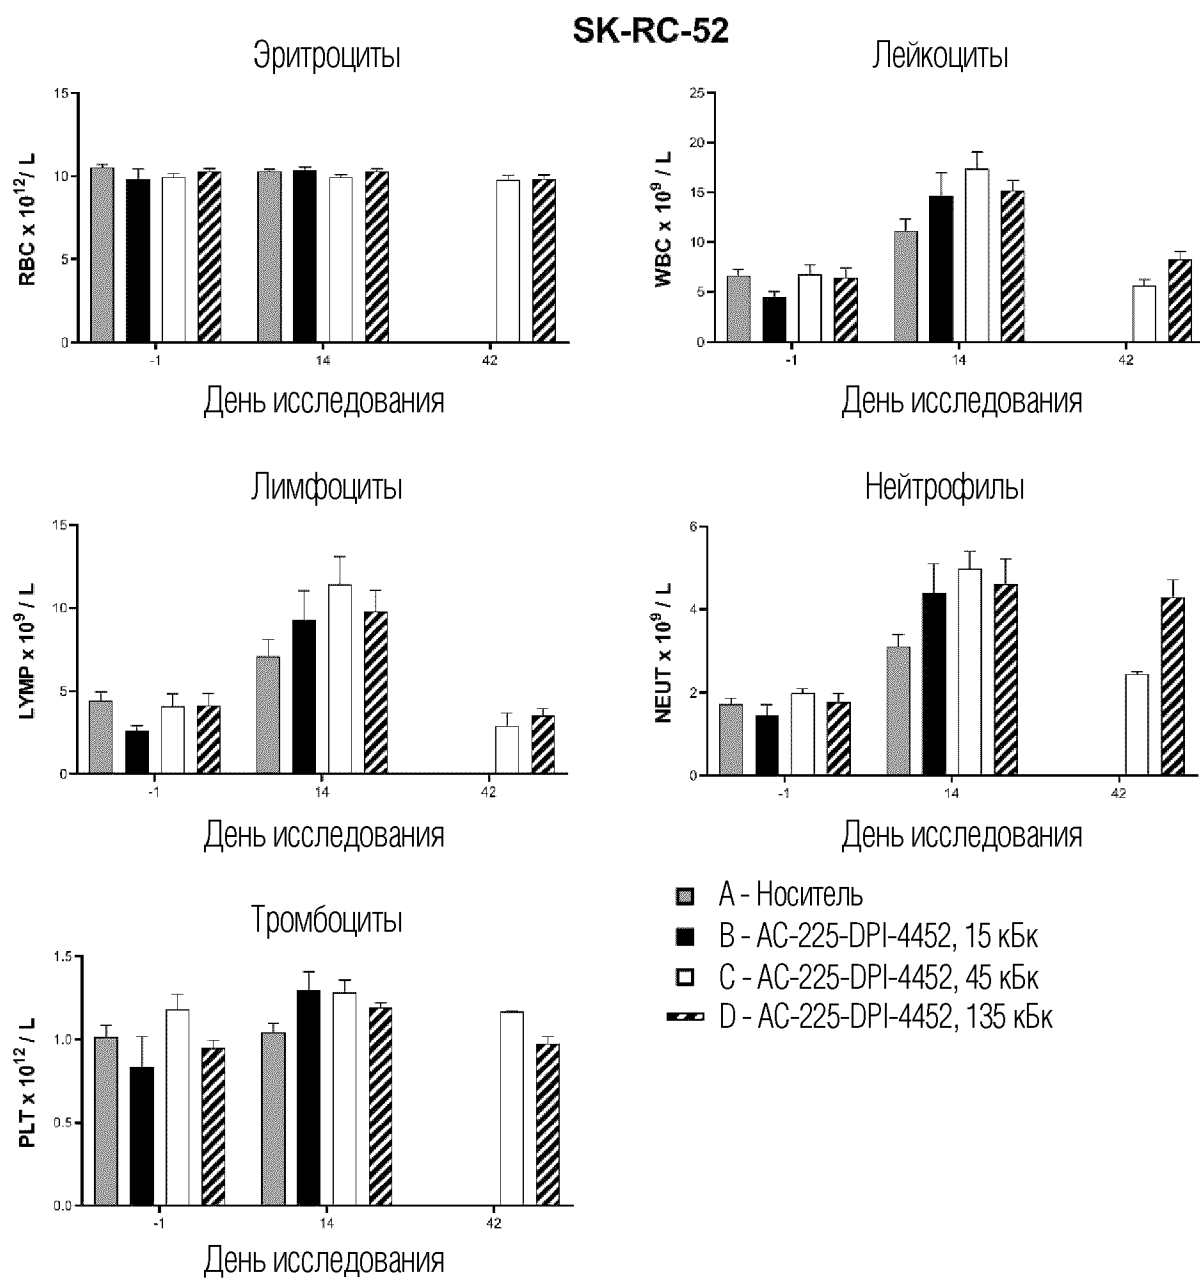 SK-RC-52
Эритроциты
15
10
5
0
RBC x 10¹²/ L
-1
14
42
День исследования
Лейкоциты
25
20
15
10
5
0
WBC x 10⁹ / L
-1
14
42
День исследования
Лимфоциты
15
10
5
0
LYMP x 10⁹ / L
-1
14
42
День исследования
Нейтрофилы
6
4
2
0
NEUT x 10⁹ / L
-1
14
42
День исследования
Тромбоциты
1.5
1.0
0.5
0.0
PLT x 10¹² / L
-1
14
42
День исследования
A - Носитель
B - AC-225-DPI-4452, 15 кБк
C - AC-225-DPI-4452, 45 кБк
D - AC-225-DPI-4452, 135 кБк